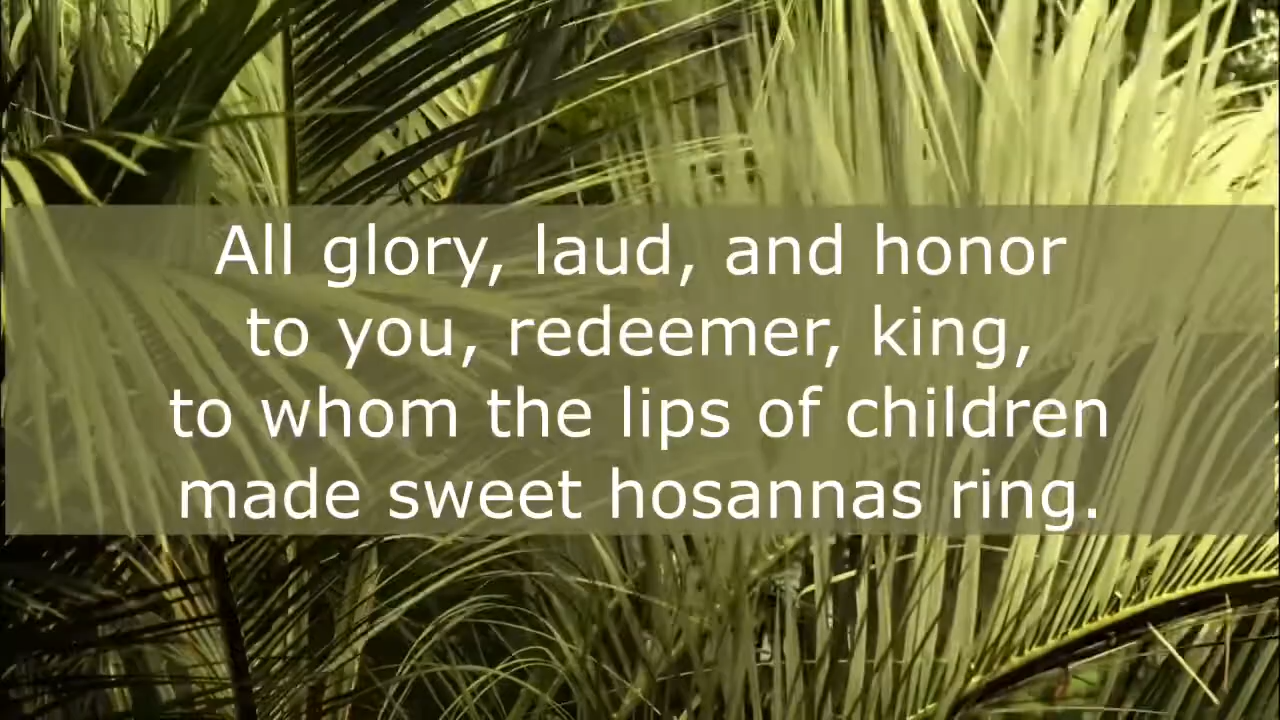 All glory, laud, and honor
to you, redeemer, king,
to whom the lips of children
made sweet hosannas ring.